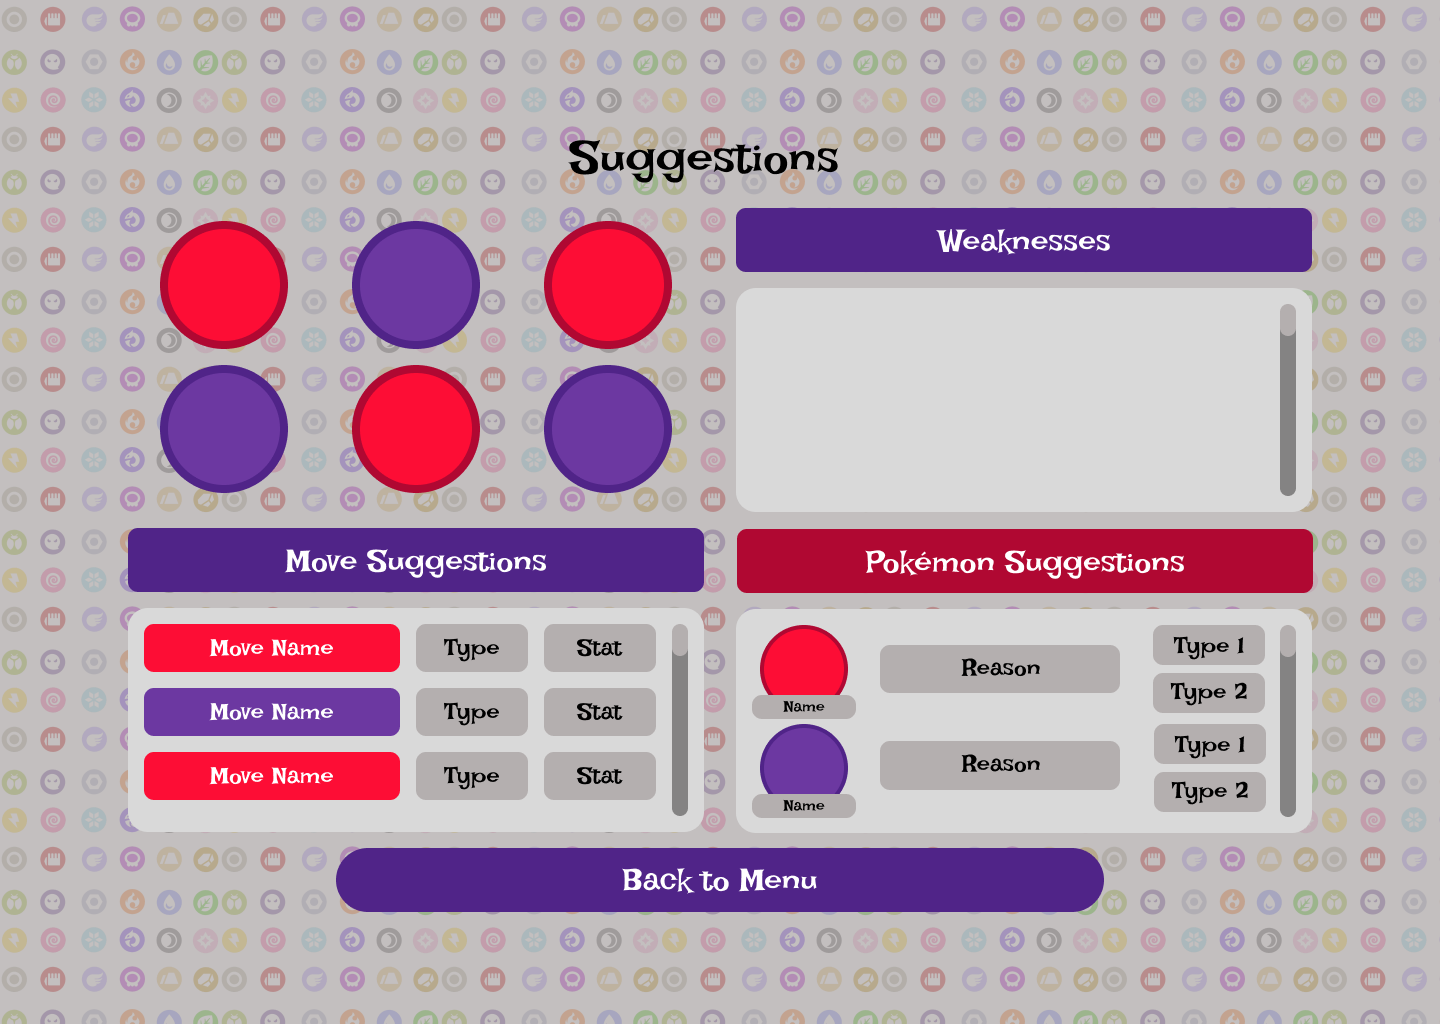 Suggestions
Weaknesses
Move Suggestions
Move Name Type Stat
Move Name Type Stat
Move Name Type Stat
Pokémon Suggestions
Name
Reason
Type 1
Type 2
Name
Reason
Type 1
Type 2
Back to Menu